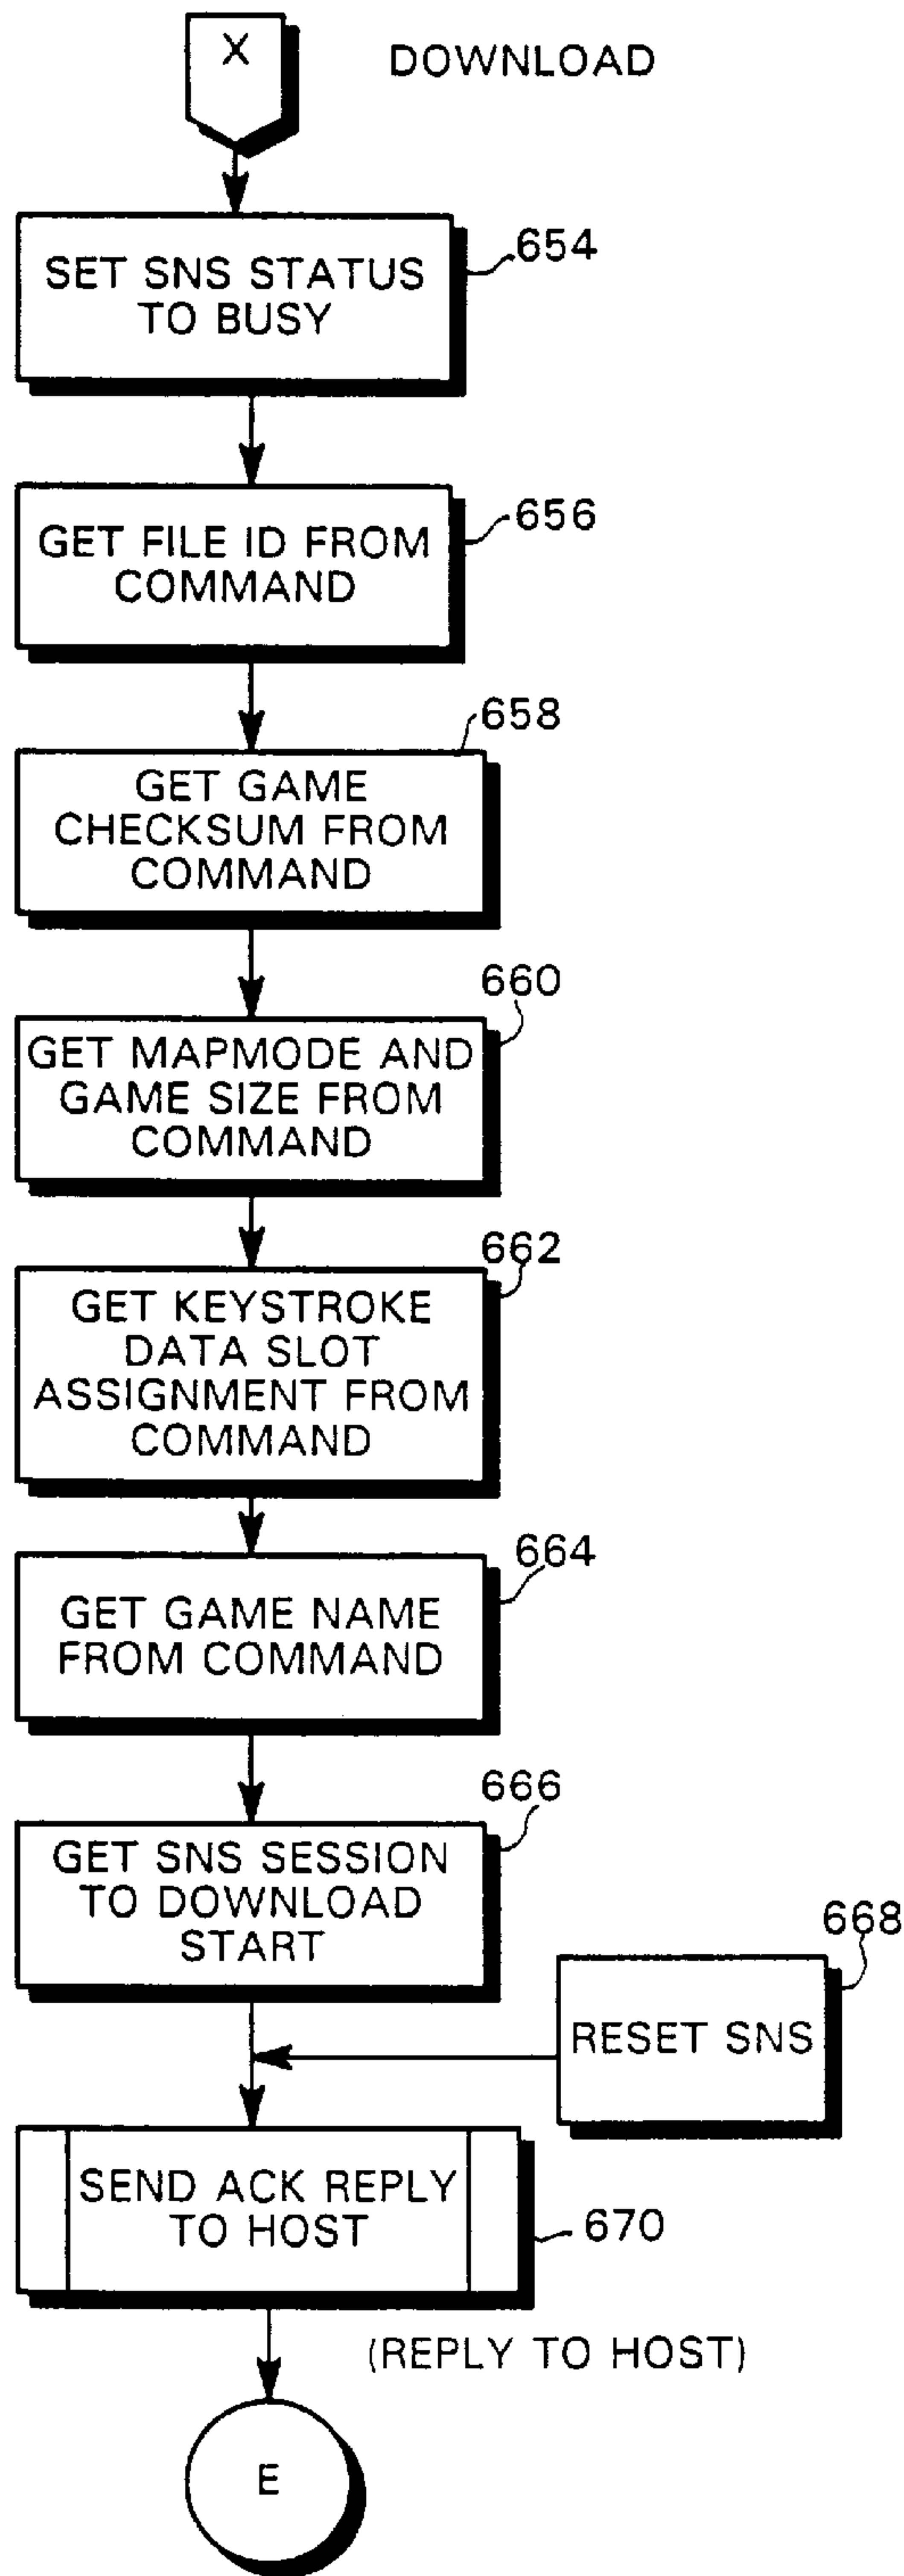 X
DOWNLOAD
SET SNS STATUS
TO BUSY
654
GET FILE ID FROM
COMMAND
656
658
GET GAME
CHECKSUM FROM
COMMAND
660
GET MAPMODE AND
GAME SIZE FROM
COMMAND
662
GET KEYSTROKE
DATA SLOT
ASSIGNMENT FROM
COMMAND
664
GET GAME NAME
FROM COMMAND
666
GET SNS SESSION
TO DOWNLOAD
START
668
RESET SNS
SEND ACK REPLY
TO HOST
670
(REPLY TO HOST)
E